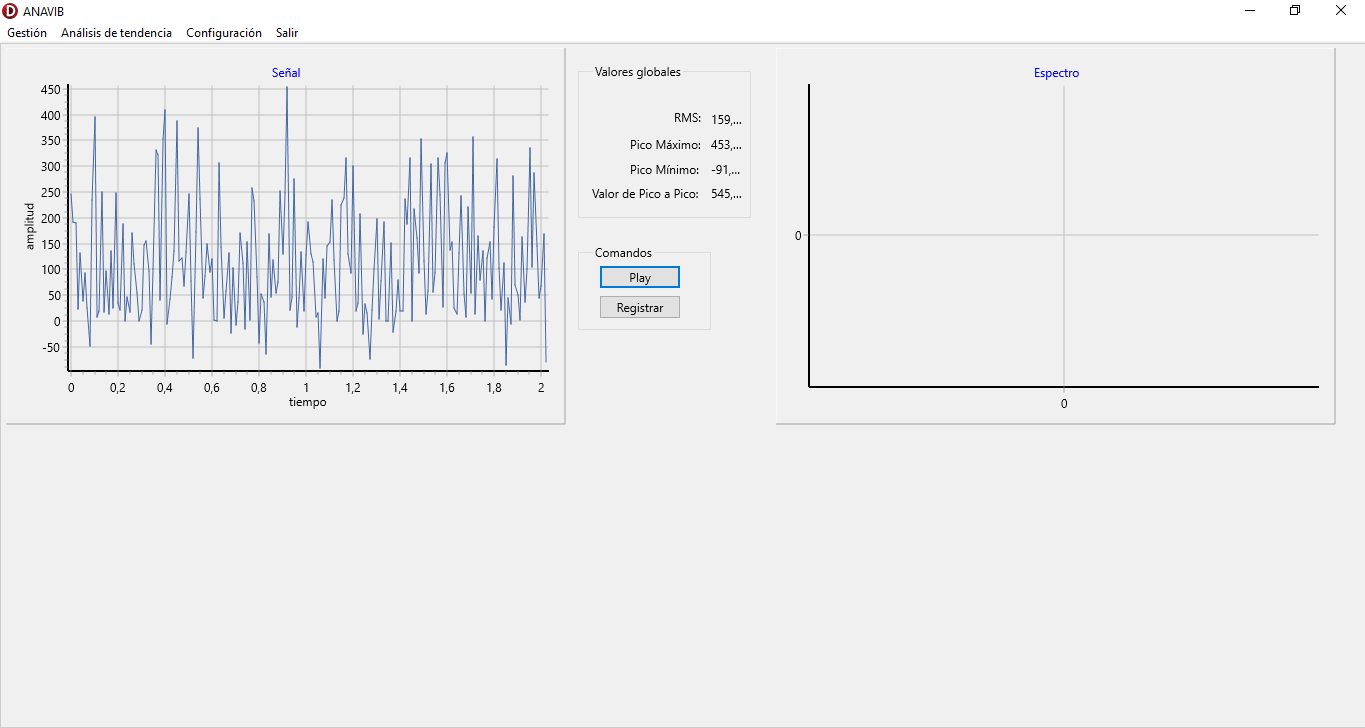 ANAVIB
Gestión Análisis de tendencia Configuración Salir
Señal
450
400
350
300
250
200
150
100
50
0
-50
amplitud
0 0,2 0,4 0,6 0,8 1 1,2 1,4 1,6 1,8 2
tiempo
Valores globales
RMS: 159,...
Pico Máximo: 453,...
Pico Mínimo: -91,...
Valor de Pico a Pico: 545,...
Comandos
Play
Registrar
Espectro
0
0